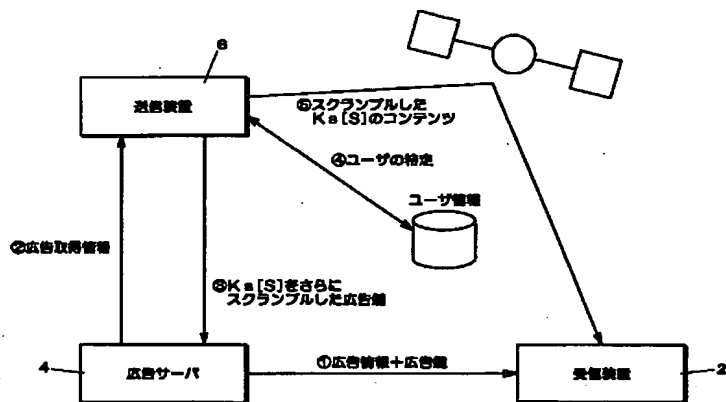 6
送信装置
⑤スクランブルした
Ka[S]のコンテンツ
④ユーザの特定
ユーザ情報
②広告取得情報
③Ka[S]をさらに
スクランブルした広告鍵
4
広告サーバ
①広告情報+広告鍵
受信装置
2